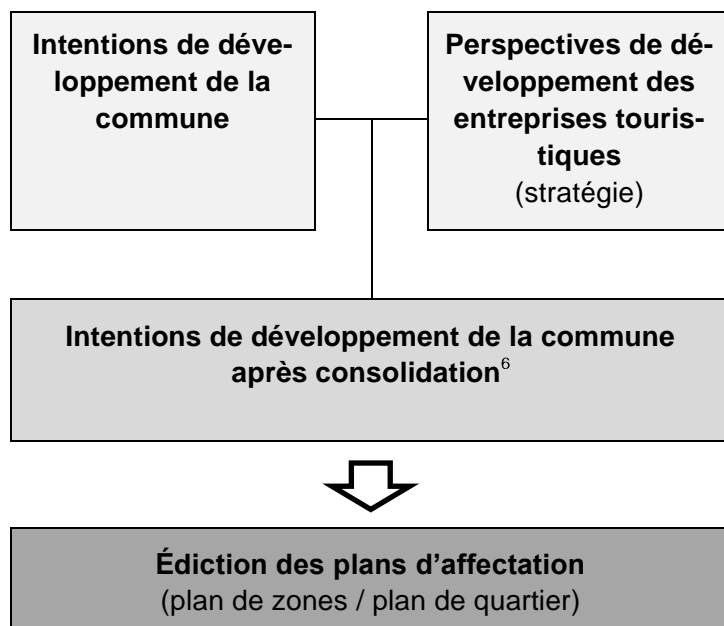 Intentions de déve-
loppement de la
commune
Perspectives de dé-
veloppement des
entreprises touris-
tiques
(stratégie)
Intentions de développement de la commune
après consolidation⁶
Édiction des plans d’affectation
(plan de zones / plan de quartier)